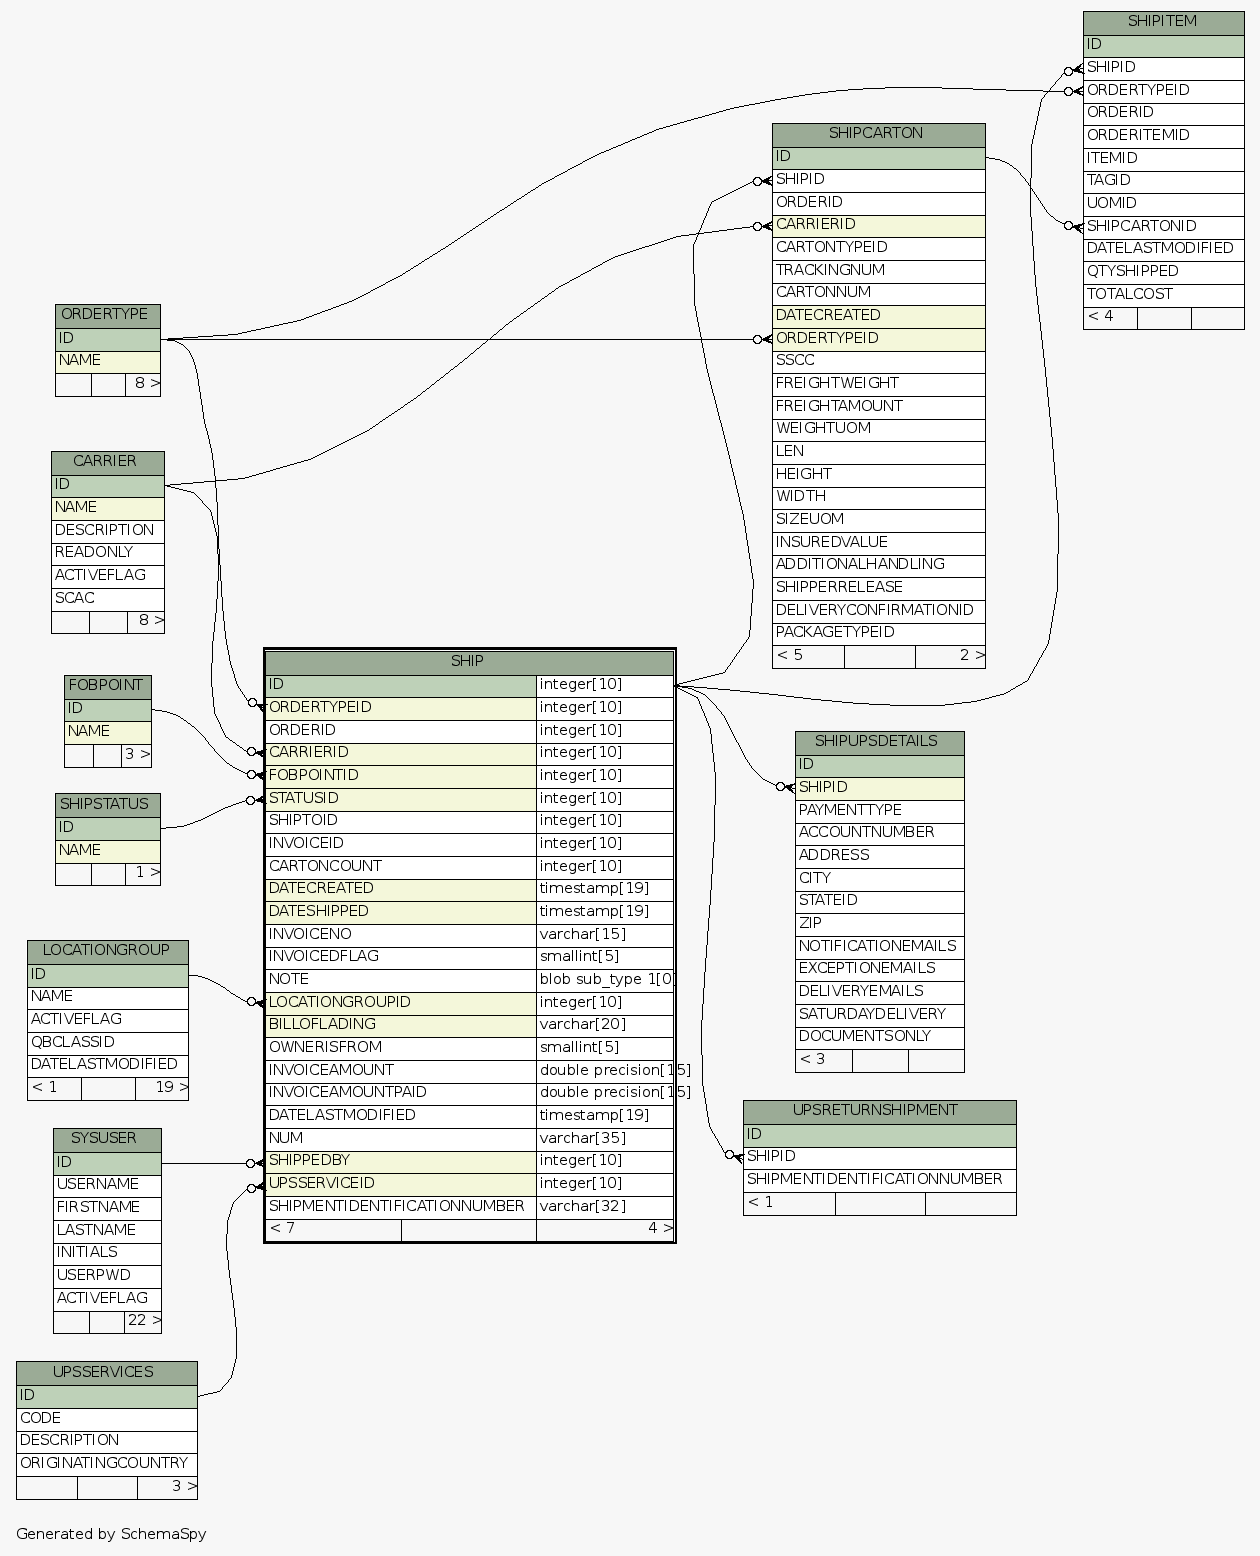 SHIPITEM
ID
SHIPID
ORDERTYPEID
ORDERID
ORDERITEMID
ITEMID
TAGID
UOMID
SHIPCARTONID
DATELASTMODIFIED
QTYSHIPPED
TOTALCOST
< 4
SHIPCARTON
ID
SHIPID
ORDERID
CARRIERID
CARTONTYPEID
TRACKINGNUM
CARTONNUM
DATECREATED
ORDERTYPEID
SSCC
FREIGHTWEIGHT
FREIGHTAMOUNT
WEIGHTUOM
LEN
HEIGHT
WIDTH
SIZEUOM
INSUREDVALUE
ADDITIONALHANDLING
SHIPPERRELEASE
DELIVERYCONFIRMATIONID
PACKAGETYPEID
< 5 2 >
ORDERTYPE
ID
NAME
8 >
CARRIER
ID
NAME
DESCRIPTION
READONLY
ACTIVEFLAG
SCAC
8 >
FOBPOINT
ID
NAME
3 >
SHIPSTATUS
ID
NAME
1 >
LOCATIONGROUP
ID
NAME
ACTIVEFLAG
QBCLASSID
DATELASTMODIFIED
< 1 19 >
SYSUSER
ID
USERNAME
FIRSTNAME
LASTNAME
INITIALS
USERPWD
ACTIVEFLAG
22 >
UPSSERVICES
ID
CODE
DESCRIPTION
ORIGINATINGCOUNTRY
3 >
SHIP
ID integer[10]
ORDERTYPEID integer[10]
ORDERID integer[10]
CARRIERID integer[10]
FOBPOINTID integer[10]
STATUSID integer[10]
SHIPTOID integer[10]
INVOICEID integer[10]
CARTONCOUNT integer[10]
DATECREATED timestamp[19]
DATESHIPPED timestamp[19]
INVOICENO varchar[15]
INVOICEDFLAG smallint[5]
NOTE blob sub_type 1[0]
LOCATIONGROUPID integer[10]
BILLOFLADING varchar[20]
OWNERISFROM smallint[5]
INVOICEAMOUNT double precision[15]
INVOICEAMOUNTPAID double precision[15]
DATELASTMODIFIED timestamp[19]
NUM varchar[35]
SHIPPEDBY integer[10]
UPSSERVICEID integer[10]
SHIPMENTIDENTIFICATIONNUMBER varchar[32]
< 7 4 >
SHIPUPSDETAILS
ID
SHIPID
PAYMENTTYPE
ACCOUNTNUMBER
ADDRESS
CITY
STATEID
ZIP
NOTIFICATIONEMAILS
EXCEPTIONEMAILS
DELIVERYEMAILS
SATURDAYDELIVERY
DOCUMENTSONLY
< 3
UPSRETURNSHIPMENT
ID
SHIPID
SHIPMENTIDENTIFICATIONNUMBER
< 1
Generated by SchemaSpy